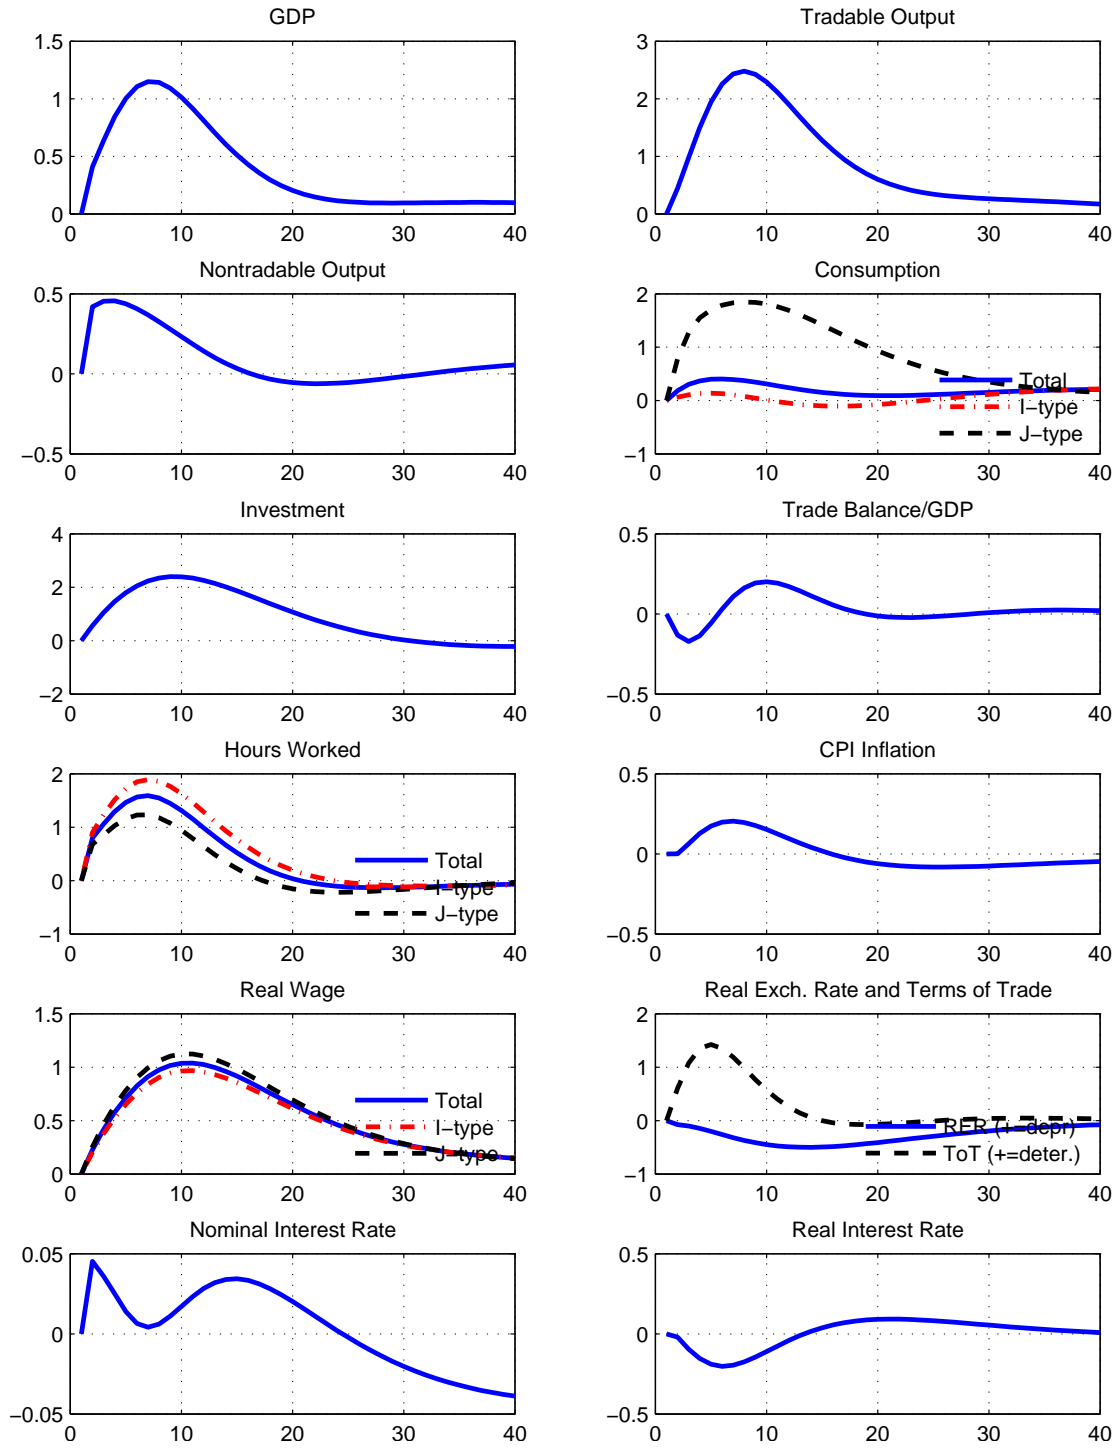 GDP
1.5
1
0.5
0
0 10 20 30 40
Tradable Output
3
2
1
0
0 10 20 30 40
Nontradable Output
0.5
0
−0.5
0 10 20 30 40
Consumption
2
1
0
−1
Total
I−type
J−type
0 10 20 30 40
Investment
4
2
0
−2
0 10 20 30 40
Trade Balance/GDP
0.5
0
−0.5
0 10 20 30 40
Hours Worked
2
1
0
−1
Total
I−type
J−type
0 10 20 30 40
CPI Inflation
0.5
0
−0.5
0 10 20 30 40
Real Wage
1.5
1
0.5
0
Total
I−type
J−type
0 10 20 30 40
Real Exch. Rate and Terms of Trade
2
1
0
−1
RER (+=depr)
ToT (+=deter.)
0 10 20 30 40
Nominal Interest Rate
0.05
0
−0.05
0 10 20 30 40
Real Interest Rate
0.5
0
−0.5
0 10 20 30 40